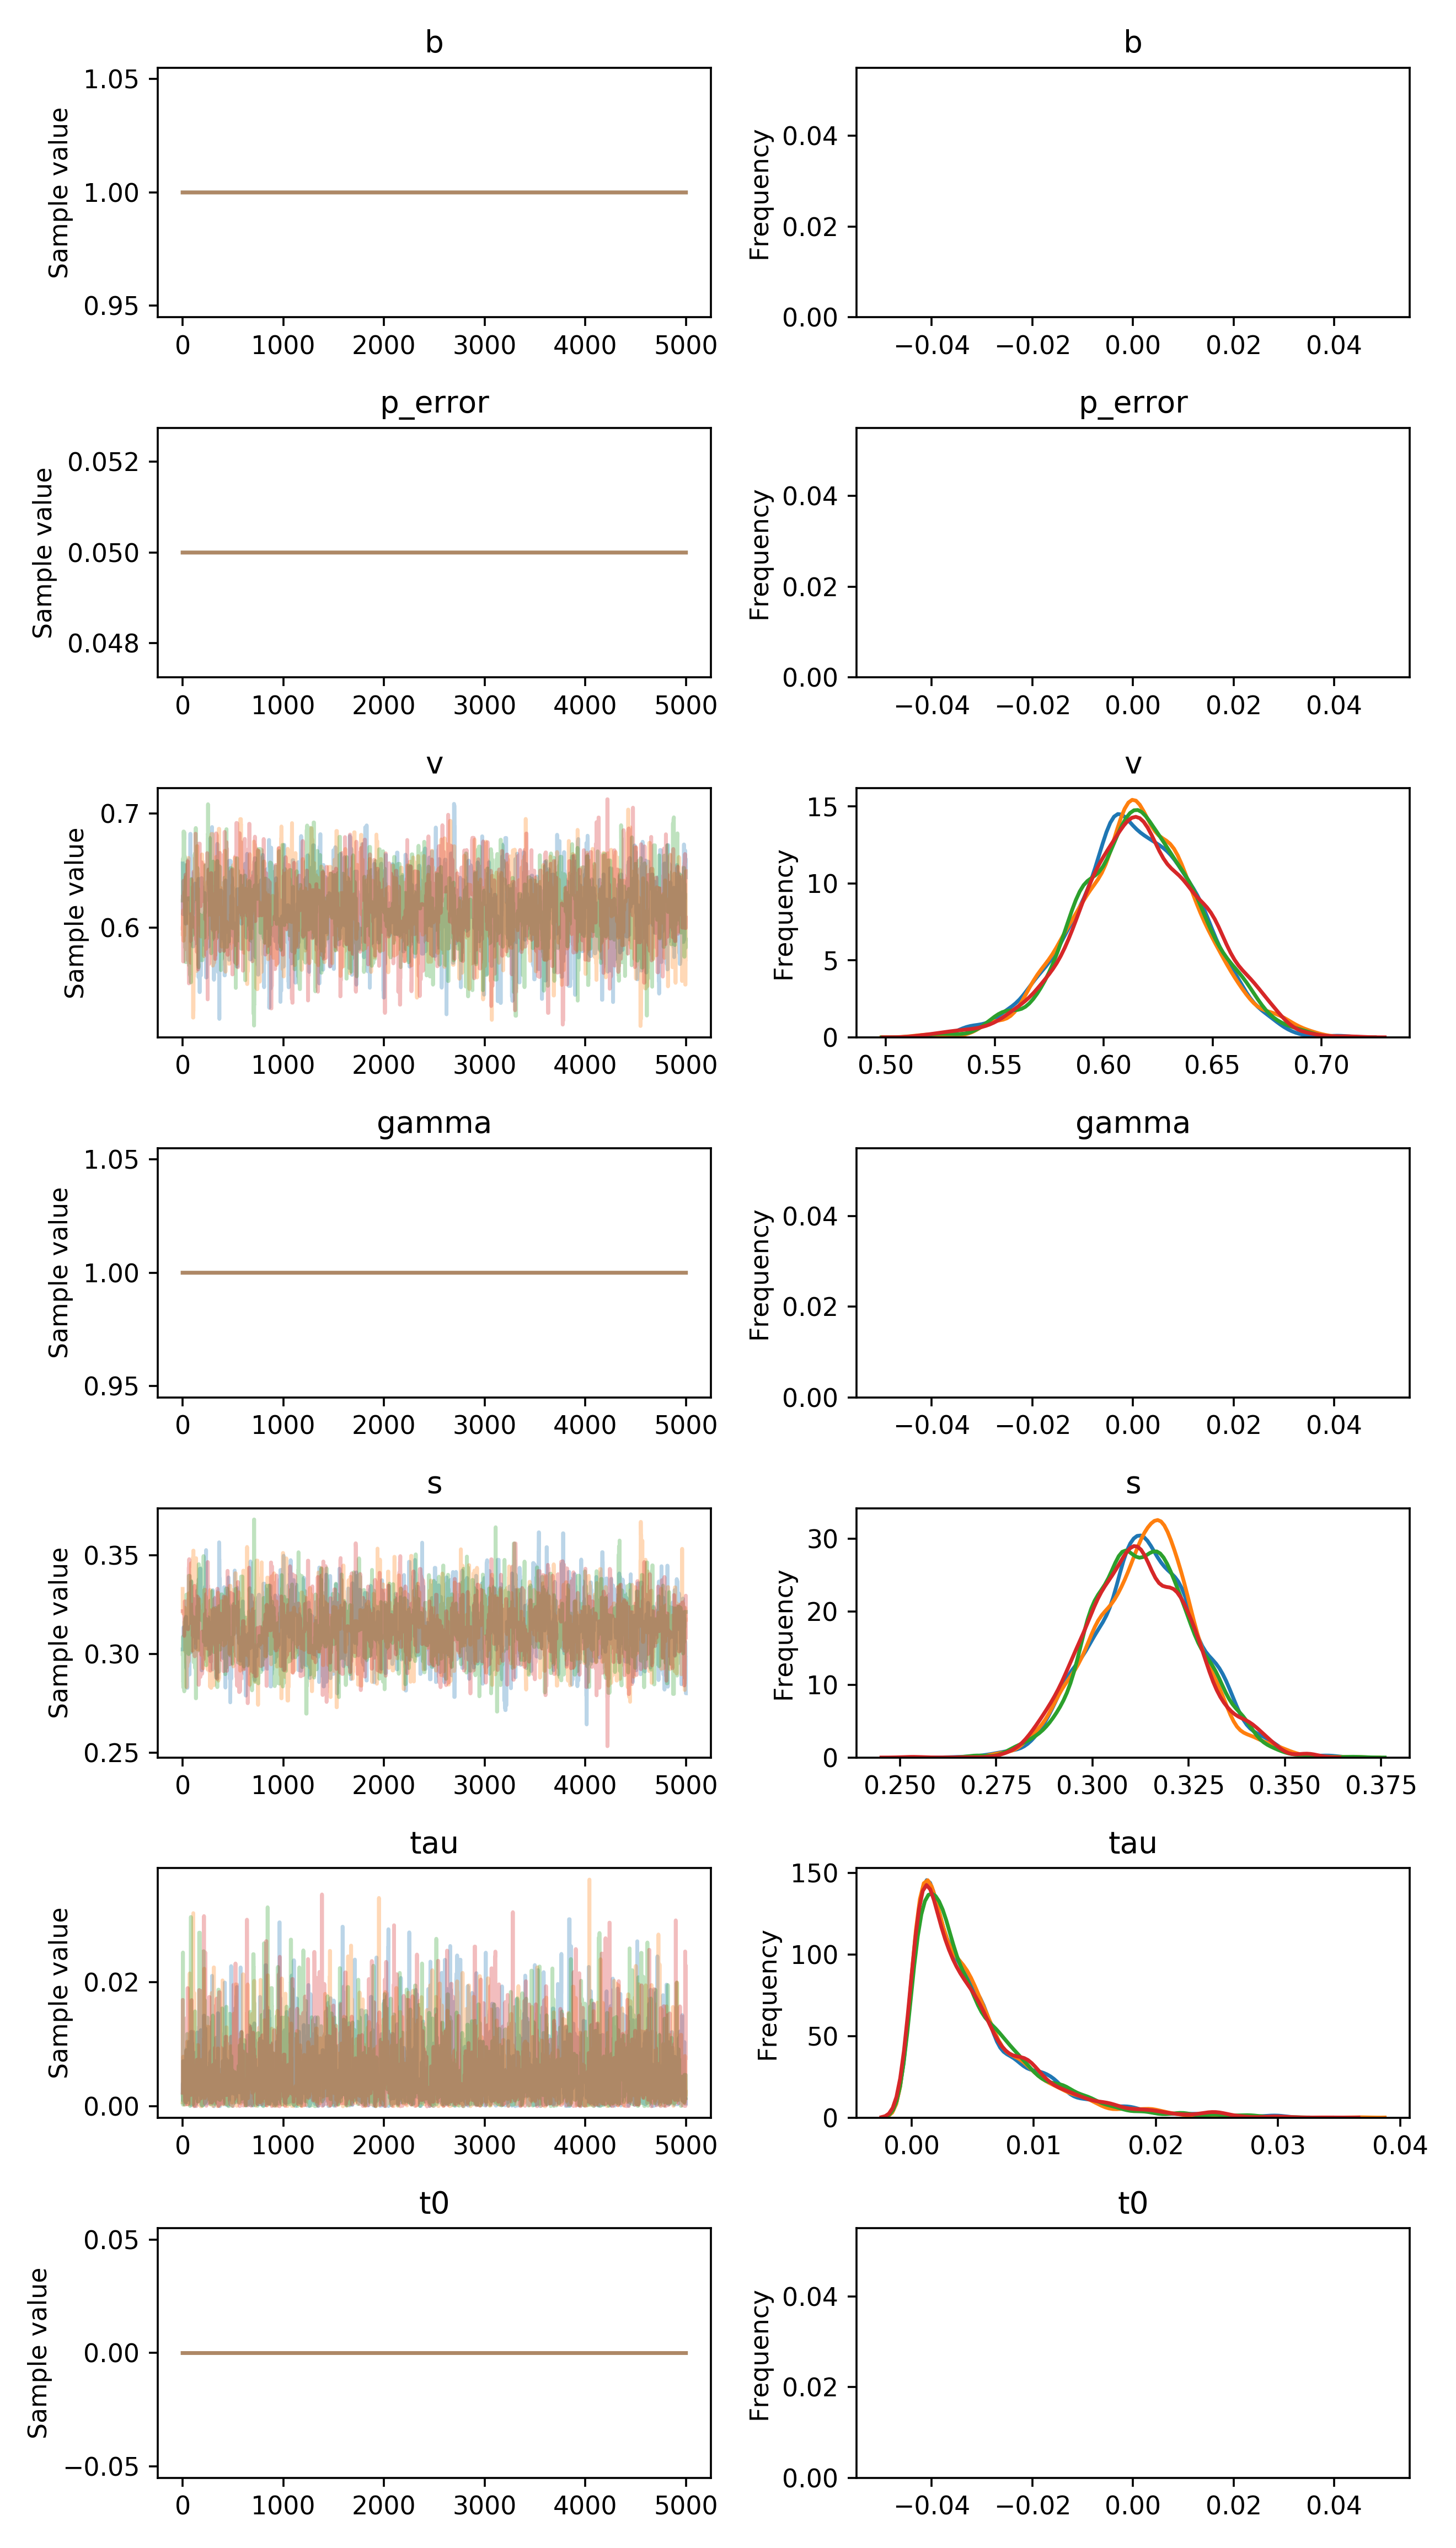 b
b
Sample value
1.05
1.00
0.95
0 1000 2000 3000 4000 5000
Frequency
0.04
0.02
0.00
−0.04 −0.02 0.00 0.02 0.04
p_error
p_error
Sample value
0.052
0.050
0.048
0 1000 2000 3000 4000 5000
Frequency
0.04
0.02
0.00
−0.04 −0.02 0.00 0.02 0.04
v
v
Sample value
0.7
0.6
0 1000 2000 3000 4000 5000
Frequency
15
10
5
0
0.50 0.55 0.60 0.65 0.70
gamma
gamma
Sample value
1.05
1.00
0.95
0 1000 2000 3000 4000 5000
Frequency
0.04
0.02
0.00
−0.04 −0.02 0.00 0.02 0.04
s
s
Sample value
0.35
0.30
0.25
0 1000 2000 3000 4000 5000
Frequency
30
20
10
0
0.250 0.275 0.300 0.325 0.350 0.375
tau
tau
Sample value
0.02
0.00
0 1000 2000 3000 4000 5000
Frequency
150
100
50
0
0.00 0.01 0.02 0.03 0.04
t0
t0
Sample value
0.05
0.00
−0.05
0 1000 2000 3000 4000 5000
Frequency
0.04
0.02
0.00
−0.04 −0.02 0.00 0.02 0.04